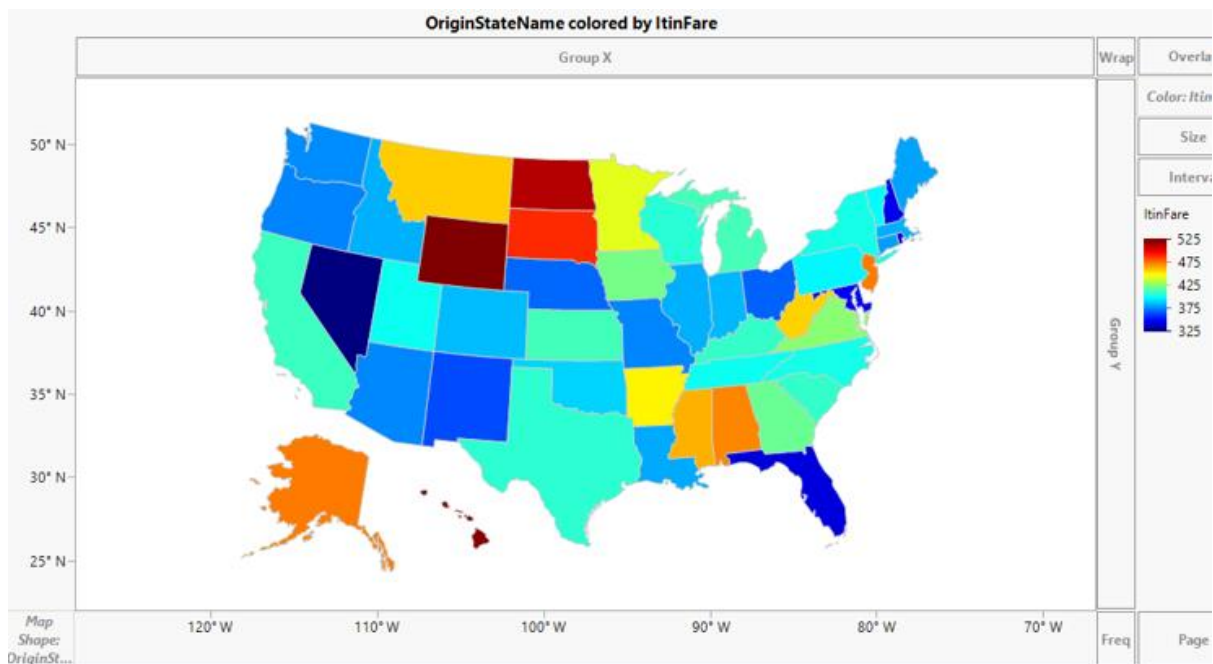 OriginStateName colored by ItinFare
Group X
Wrap
Overla
Color: Itin
Size
Interva
ItinFare
525
475
425
375
325
Group Y
50° N
45° N
40° N
35° N
30° N
25° N
120° W
110° W
100° W
90° W
80° W
70° W
Map
Shape:
OriginSt...
Freq
Page